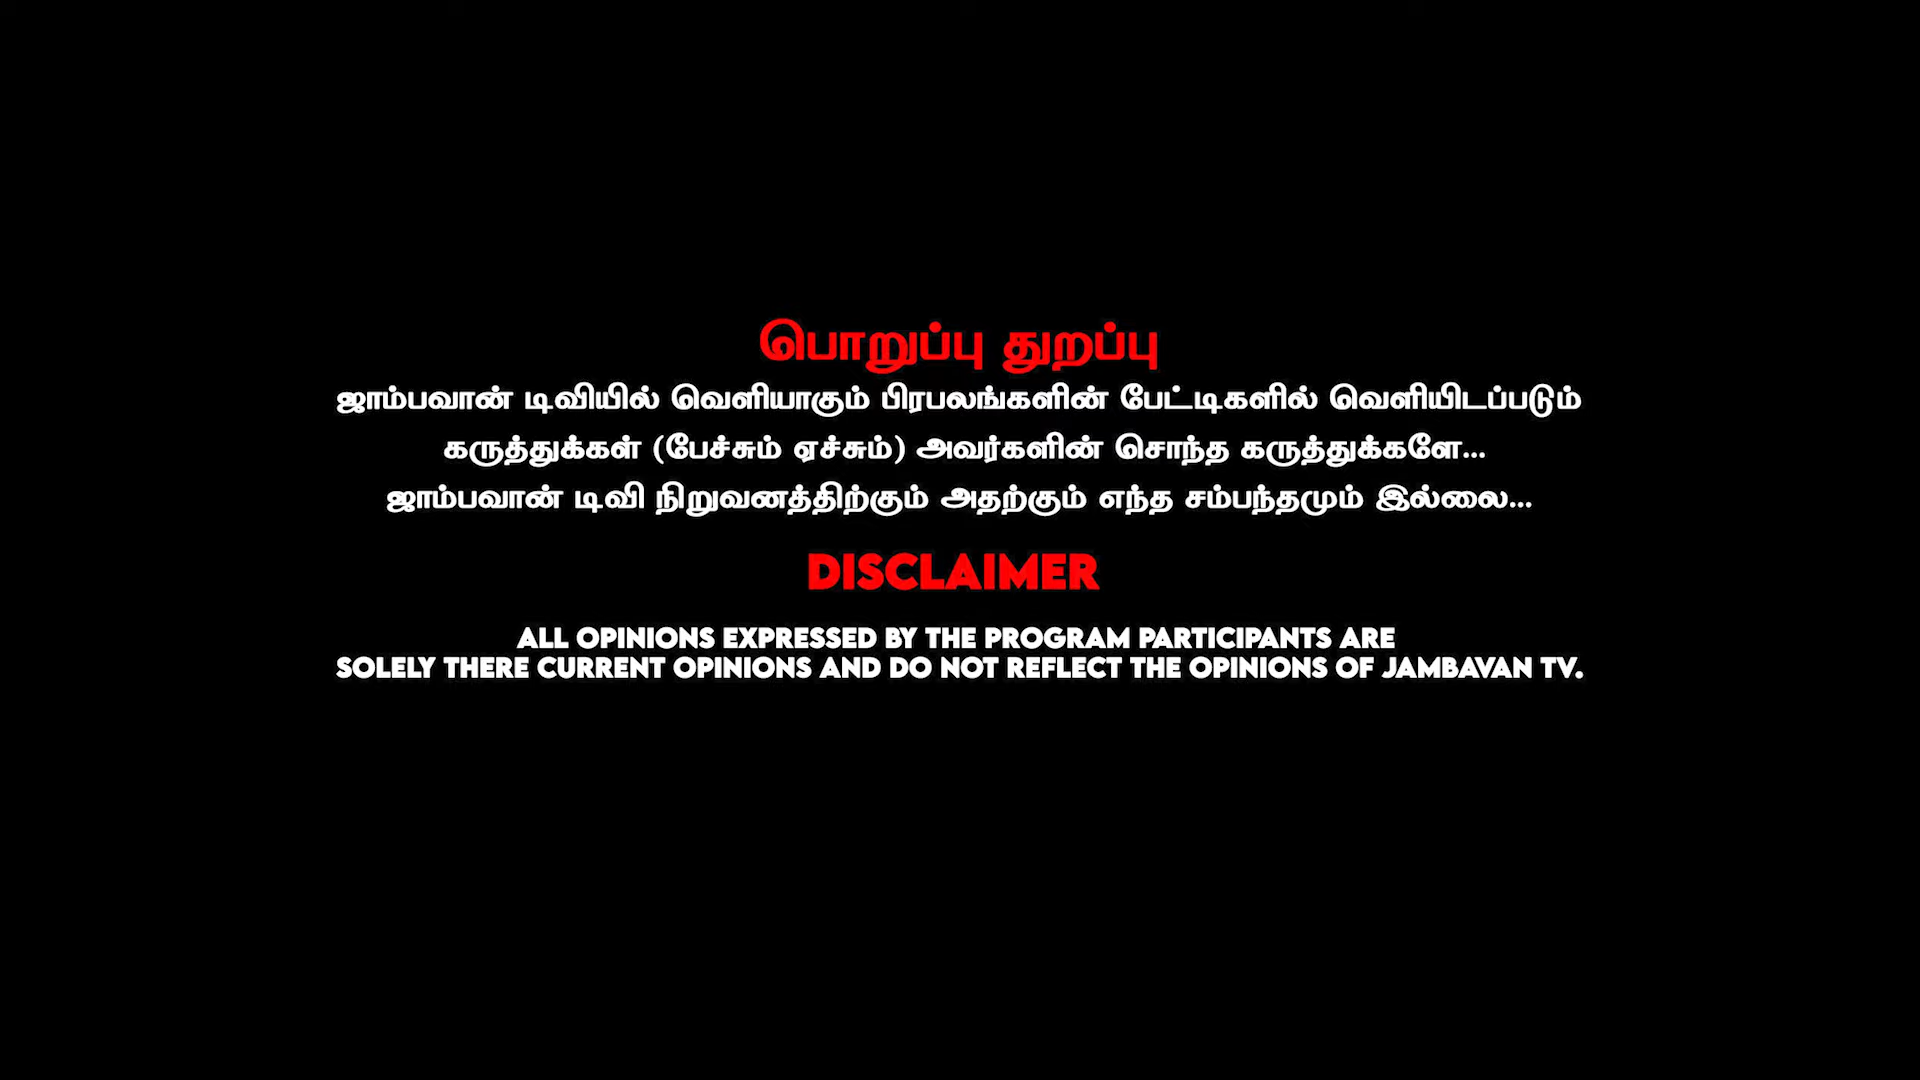 பொறுப்பு துறப்பு
ஜாம்பவான் டிவியில் வெளியாகும் பிரபலங்களின் பேட்டிகளில் வெளியிடப்படும்
கருத்துக்கள் (பேச்சும் ஏச்சும்) அவர்களின் சொந்த கருத்துக்களே...
ஜாம்பவான் டிவி நிறுவனத்திற்கும் அதற்கும் எந்த சம்பந்தமும் இல்லை...
DISCLAIMER
ALL OPINIONS EXPRESSED BY THE PROGRAM PARTICIPANTS ARE
SOLELY THERE CURRENT OPINIONS AND DO NOT REFLECT THE OPINIONS OF JAMBAVAN TV.